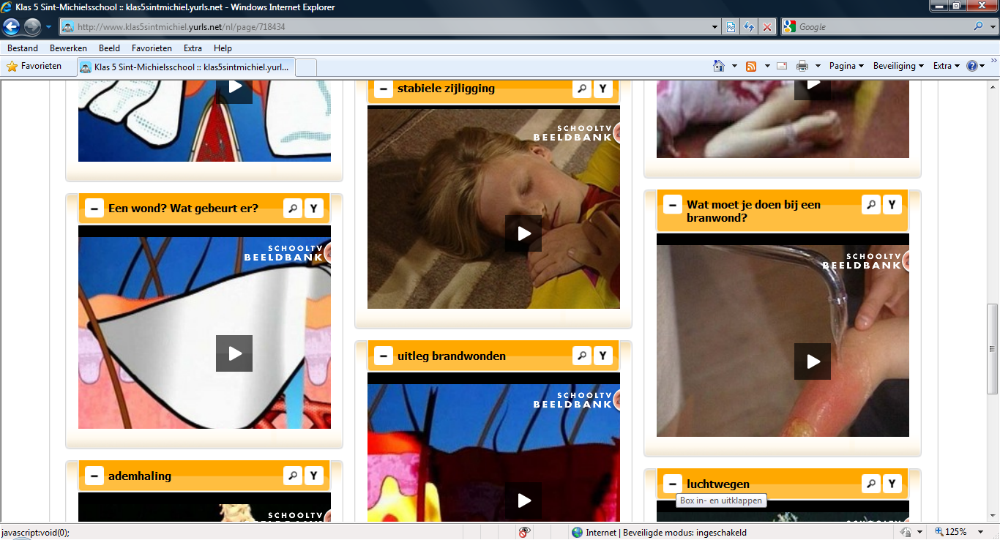 Klas 5 Sint-Michielsschool :: klas5sintmichiel.yurls.net - Windows Internet Explorer
http://www.klas5sintmichiel.yurls.net/nl/page/718434
Google
Bestand Bewerken Beeld Favorieten Extra Help
Favorieten
Klas 5 Sint-Michielsschool :: klas5sintmichiel.yurl...
Pagina Beveiliging Extra
stabiele zijligging
Y
SCHOOLTV
BEELDBANK
Een wond? Wat gebeurt er?
Y
SCHOOLTV
BEELDBANK
Wat moet je doen bij een
branwond?
Y
SCHOOLTV
BEELDBANK
uitleg brandwonden
Y
SCHOOLTV
BEELDBANK
ademhaling
Y
SCHOOLTV
luchtwegen
Y
Box in- en uitklappen
javascript:void(0);
Internet | Beveiligde modus: ingeschakeld
125%